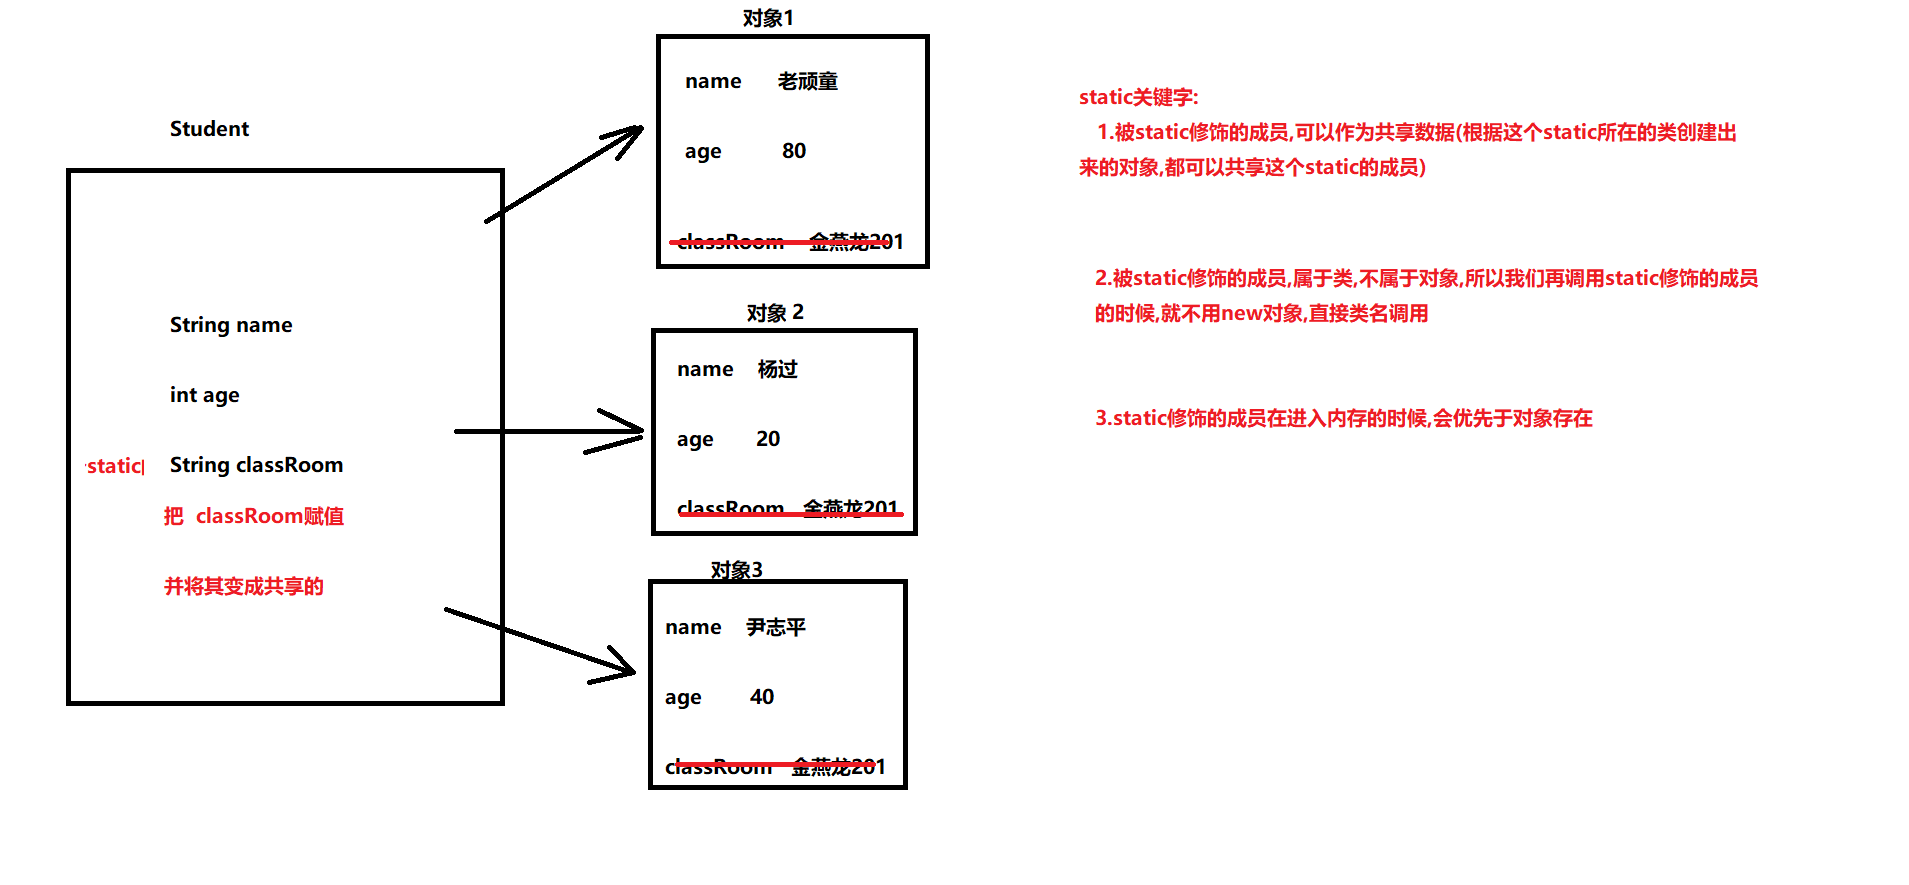 Student
String name
int age
static String classRoom
把 classRoom赋值
并将其变成共享的
对象1
name 老顽童
age 80
classRoom 金燕龙201
对象 2
name 杨过
age 20
classRoom 金燕龙201
对象3
name 尹志平
age 40
classRoom 金燕龙201
static关键字:
1.被static修饰的成员,可以作为共享数据(根据这个static所在的类创建出
来的对象,都可以共享这个static的成员)
2.被static修饰的成员,属于类,不属于对象,所以我们再调用static修饰的成员
的时候,就不用new对象,直接类名调用
3.static修饰的成员在进入内存的时候,会优先于对象存在